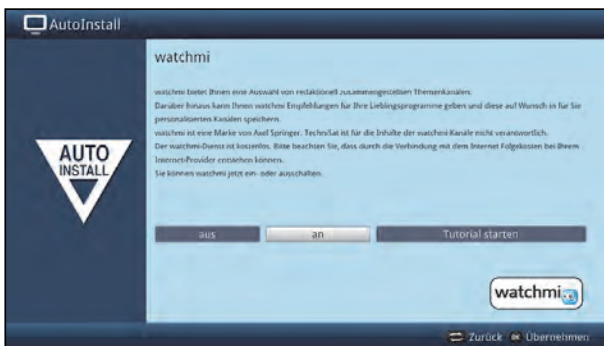 AutoInstall
watchmi
watchmi bietet Ihnen eine Auswahl von redaktionell zusammengestellten Themenkanälen.
Darüber hinaus kann Ihnen watchmi Empfehlungen für Ihre Lieblingsprogramme geben und diese auf Wunsch in für Sie
personalisierten Kanälen speichern.
watchmi ist eine Marke von Axel Springer. TechniSat ist für die Inhalte der watchmi-Kanäle nicht verantwortlich.
Der watchmi-Dienst ist kostenlos. Bitte beachten Sie, dass durch die Verbindung mit dem Internet Folgekosten bei Ihrem
Internet-Provider entstehen können.
Sie können watchmi jetzt ein- oder ausschalten.
AUTO
INSTALL
aus an Tutorial starten
watchmi
Zurück OK Übernehmen